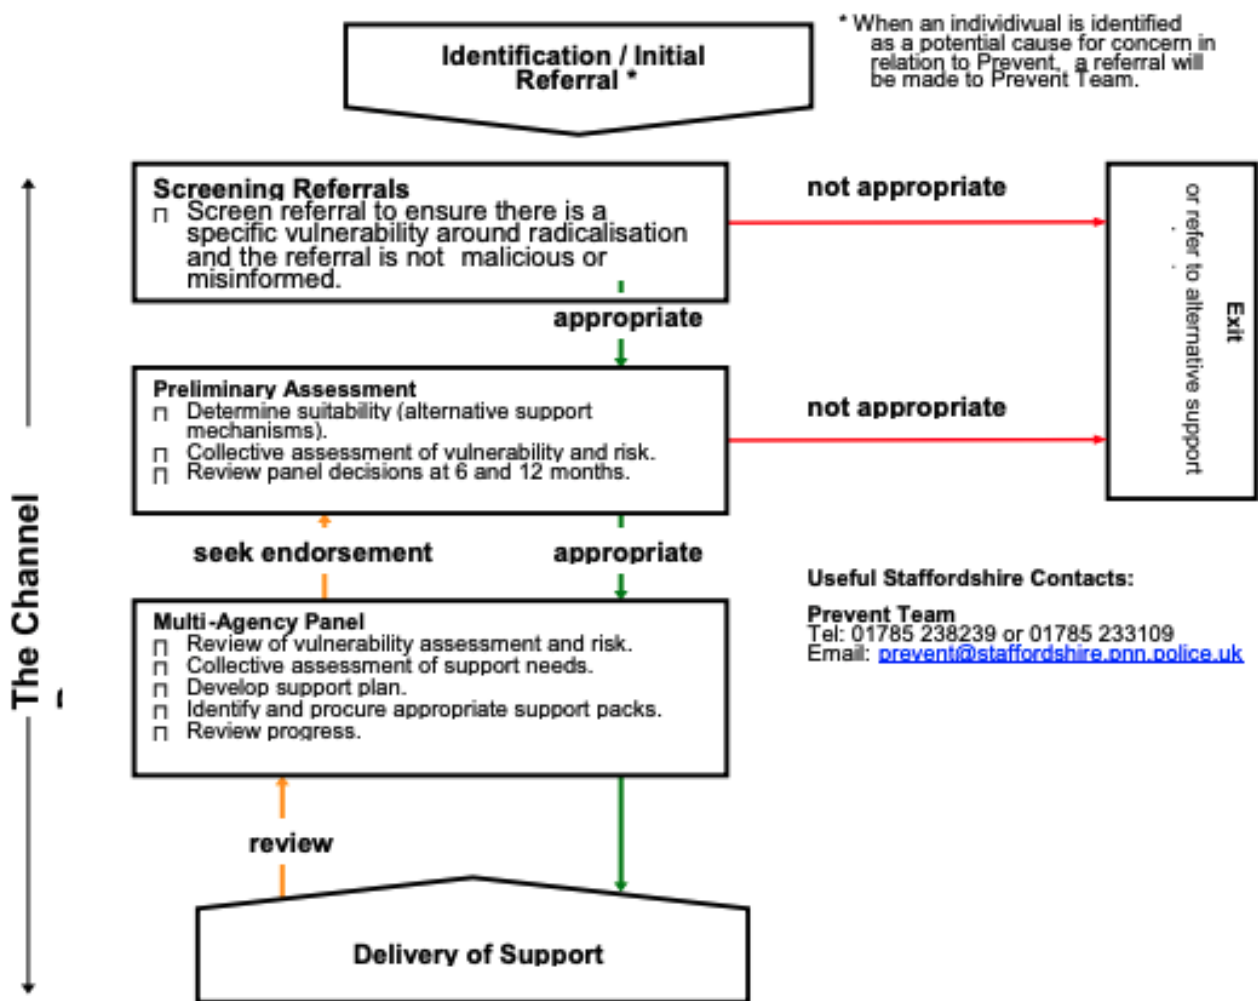 Identification / Initial
Referral *
* When an individivual is identified
as a potential cause for concern in
relation to Prevent, a referral will
be made to Prevent Team.
Screening Referrals
Screen referral to ensure there is a
specific vulnerability around radicalisation
and the referral is not malicious or
misinformed.
not appropriate
appropriate
Exit
or refer to alternative support
Preliminary Assessment
Determine suitability (alternative support
mechanisms).
Collective assessment of vulnerability and risk.
Review panel decisions at 6 and 12 months.
not appropriate
seek endorsement
appropriate
The Channel
Multi-Agency Panel
Review of vulnerability assessment and risk.
Collective assessment of support needs.
Develop support plan.
Identify and procure appropriate support packs.
Review progress.
Useful Staffordshire Contacts:
Prevent Team
Tel: 01785 238239 or 01785 233109
Email: prevent@staffordshire.pnn.police.uk
review
Delivery of Support